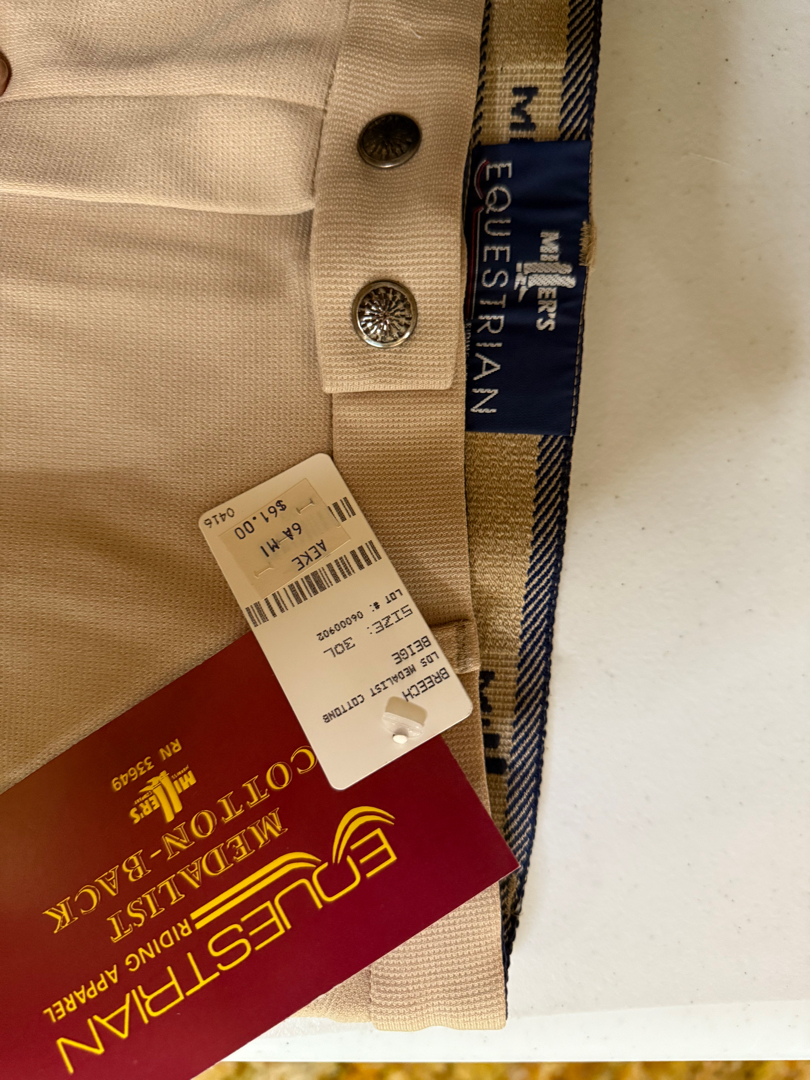 MILLER'S
EQUESTRIAN
0416
$61.00
6A-MI
AEKE
LOT #: 06000902
SIZE: 30L
BEIGE
LDS MEDALIST COTTONB
BREECH
EQUESTRIAN
RIDING APPAREL
MEDALIST
COTTON-BACK
MILLER'S
RN 33649